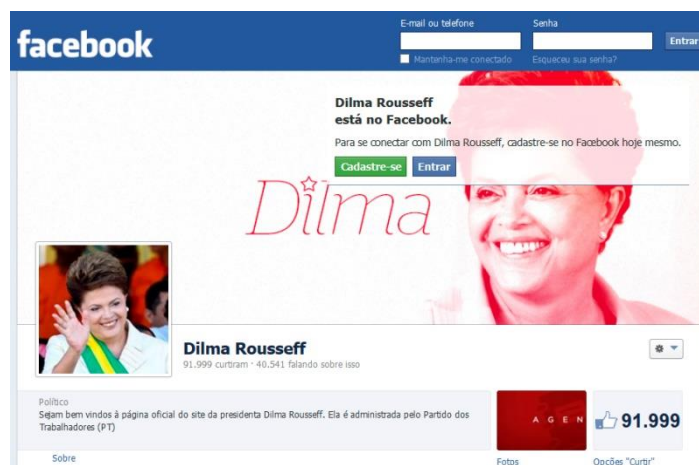 facebook
E-mail ou telefone
Senha
Entrar
Mantenha-me conectado
Esqueceu sua senha?
Dilma Rousseff
está no Facebook.
Para se conectar com Dilma Rousseff, cadastre-se no Facebook hoje mesmo.
Cadastre-se
Entrar
Dilma
Dilma Rousseff
91.999 curtiram · 40.541 falando sobre isso
Político
Sejam bem vindos à página oficial do site da presidenta Dilma Rousseff. Ela é administrada pelo Partido dos
Trabalhadores (PT)
Sobre
A G E N
Fotos
91.999
Opções "Curtir"